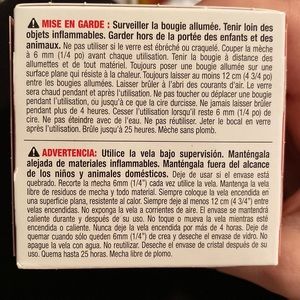 ⚠ MISE EN GARDE : Surveiller la bougie allumée. Tenir loin des
objets inflammables. Garder hors de la portée des enfants et des
animaux. Ne pas utiliser si le verre est ébréché ou craquelé. Couper la mèche
à 6 mm (1/4 po) avant chaque utilisation. Tenir la bougie à distance des
allumettes et de tout matériel. Toujours poser la bougie allumée sur une
surface plane qui résiste à la chaleur. Toujours laisser au moins 12 cm (4 3/4 po)
entre les bougies allumées. Laisser brûler à l'abri des courants d'air. Le verre
sera chaud pendant et après l'utilisation. Ne pas toucher ou déplacer une bougie
pendant l'utilisation, ou jusqu'à ce que la cire durcisse. Ne jamais laisser brûler
pendant plus de 4 heures. Cesser l'utilisation lorsqu'il reste 6 mm (1/4 po) de
cire. Ne pas éteindre avec de l'eau. Ne pas réutiliser. Jeter le bocal en verre
après l'utilisation. Brûle jusqu'à 25 heures. Mèche sans plomb.
⚠ ADVERTENCIA: Utilice la vela bajo supervisión. Manténgala
alejada de materiales inflamables. Manténgala fuera del alcance
de los niños y animales domésticos. Deje de usar si el envase está
quebrado. Recorte la mecha 6mm (1/4") cada vez que utilice la vela. Mantenga la vela
libre de residuos de mecha y todo otro material. Siempre coloque la vela encendida
en una superficie plana, resistente al calor. Siempre deje al menos 12 cm (4 3/4") entre
velas encendidas. No exponga la vela a corrientes de aire. El envase se mantendrá
caliente durante y después de su uso. No toque o mueva la vela mientras esté
encendida o caliente. Nunca deje la vela encendida por más de 4 horas. Deje de
quemar cuando sólo queden 6mm (1/4") de cera en el envase de vidrio. No
apague la vela con agua. No reutilizar. Deseche el envase de cristal después de su
uso. Quema hasta 25 horas. Mecha libre de plomo.